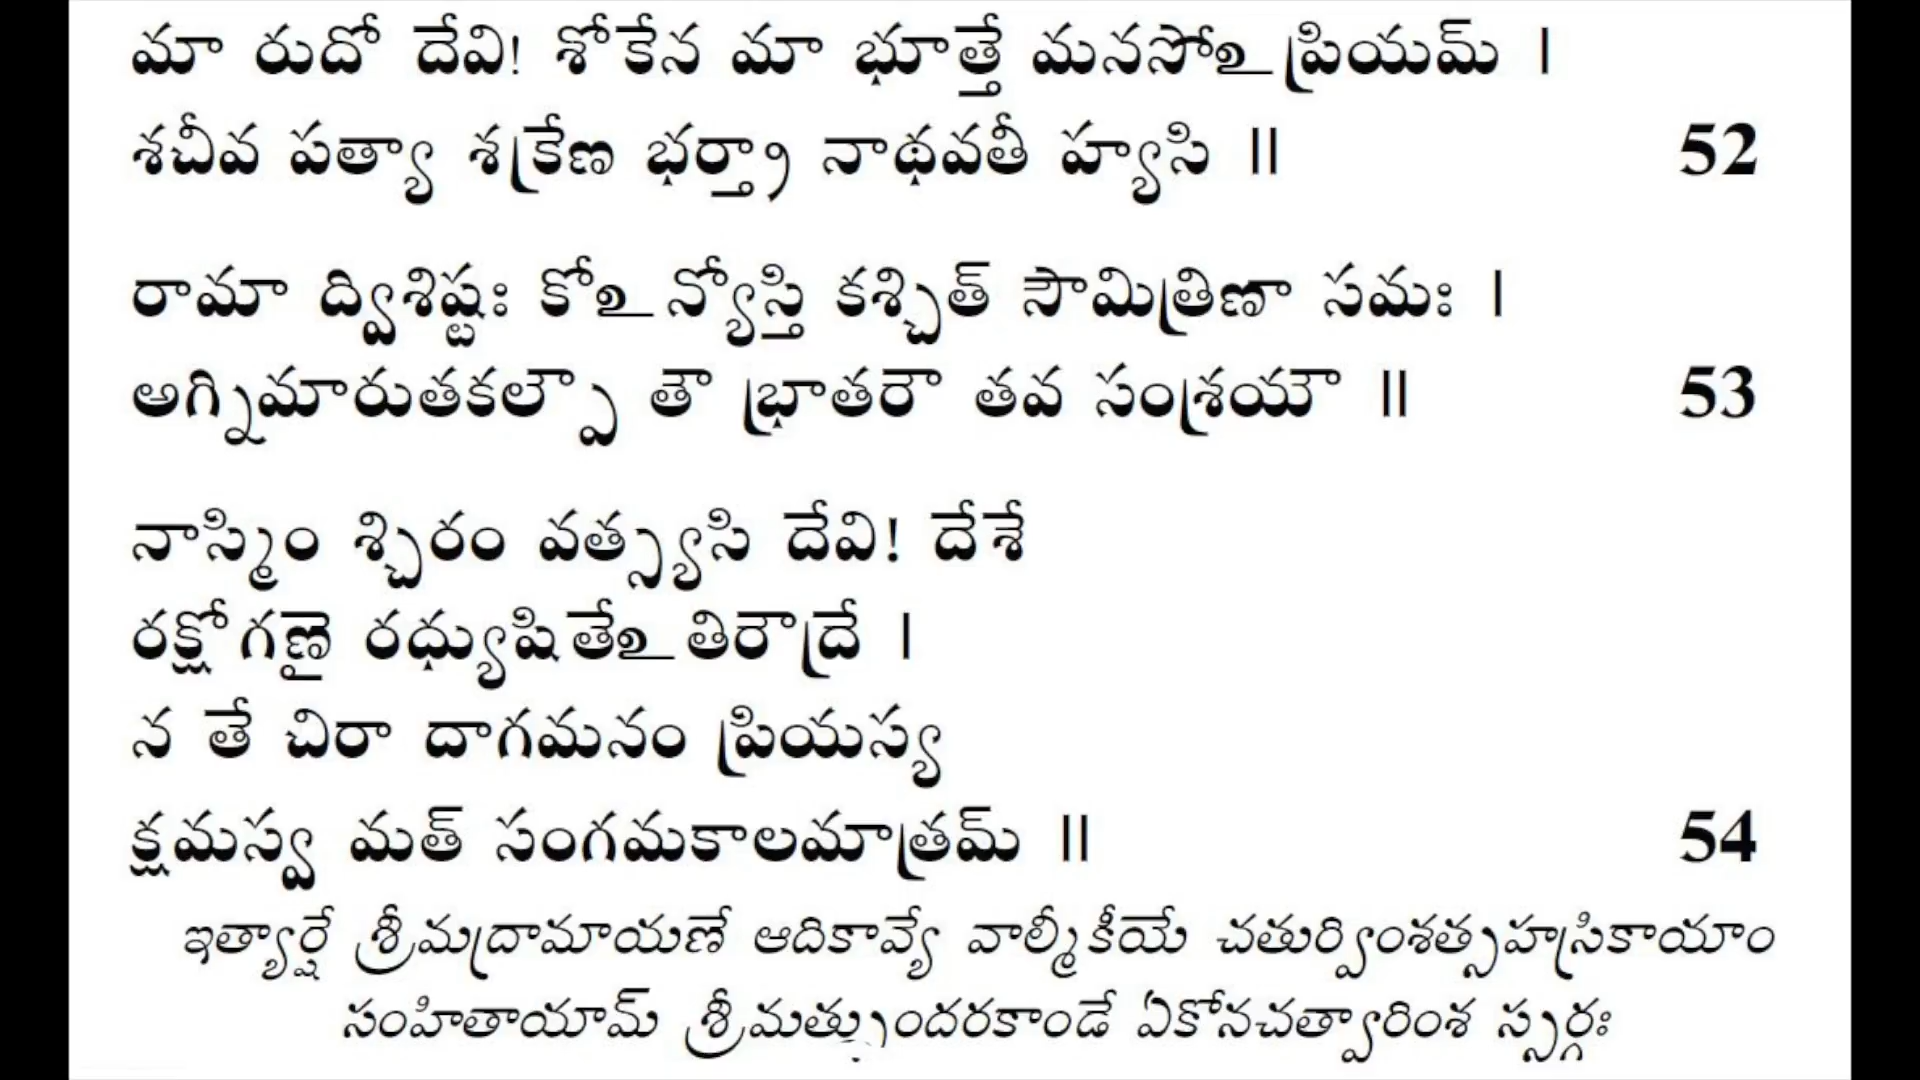 మా రుదో దేవి! శోకేన మా భూత్తే మనసోఽప్రియమ్ ।
శచీవ పత్యా శక్రేణ భర్త్రా నాథవతీ హ్యసి ॥ 52
రామా ద్విశిష్టః కోఽన్యోస్తి కశ్చిత్ సౌమిత్రిణా సమః ।
అగ్నిమారుతకల్పౌ తౌ భ్రాతరౌ తవ సంశ్రయౌ ॥ 53
నాస్మిం శ్చిరం వత్స్యసి దేవి! దేశే
రక్షోగణై రధ్యుషితేఽతిరౌద్రే ।
న తే చిరా దాగమనం ప్రియస్య
క్షమస్వ మత్ సంగమకాలమాత్రమ్ ॥ 54
ఇత్యార్షే శ్రీమద్రామాయణే ఆదికావ్యే వాల్మీకీయే చతుర్వింశత్సహస్రికాయాం
సంహితాయామ్ శ్రీమత్సుందరకాండే ఏకోనచత్వారింశ స్సర్గః